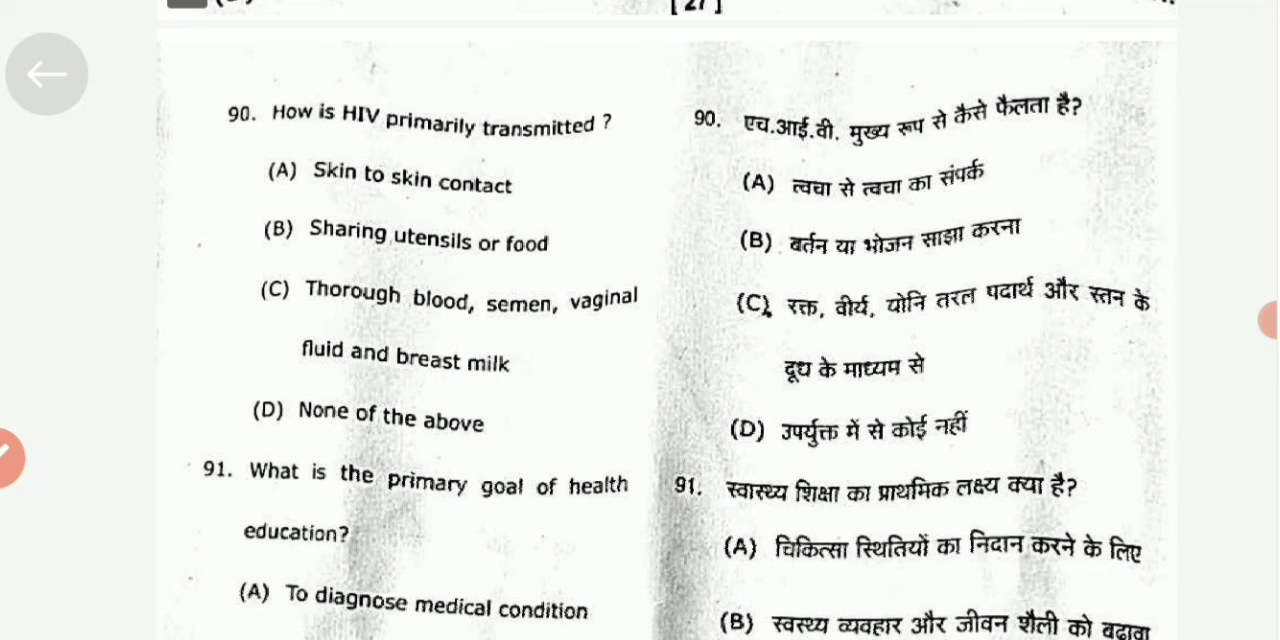 [ 27 ]
90. How is HIV primarily transmitted ?
(A) Skin to skin contact
(B) Sharing utensils or food
(C) Thorough blood, semen, vaginal
fluid and breast milk
(D) None of the above
91. What is the primary goal of health
education?
(A) To diagnose medical condition
90. एच.आई.वी. मुख्य रूप से कैसे फैलता है?
(A) त्वचा से त्वचा का संपर्क
(B) बर्तन या भोजन साझा करना
(C) रक्त, वीर्य, योनि तरल पदार्थ और स्तन के
दूध के माध्यम से
(D) उपर्युक्त में से कोई नहीं
91. स्वास्थ्य शिक्षा का प्राथमिक लक्ष्य क्या है?
(A) चिकित्सा स्थितियों का निदान करने के लिए
(B) स्वस्थ्य व्यवहार और जीवन शैली को बढ़ावा